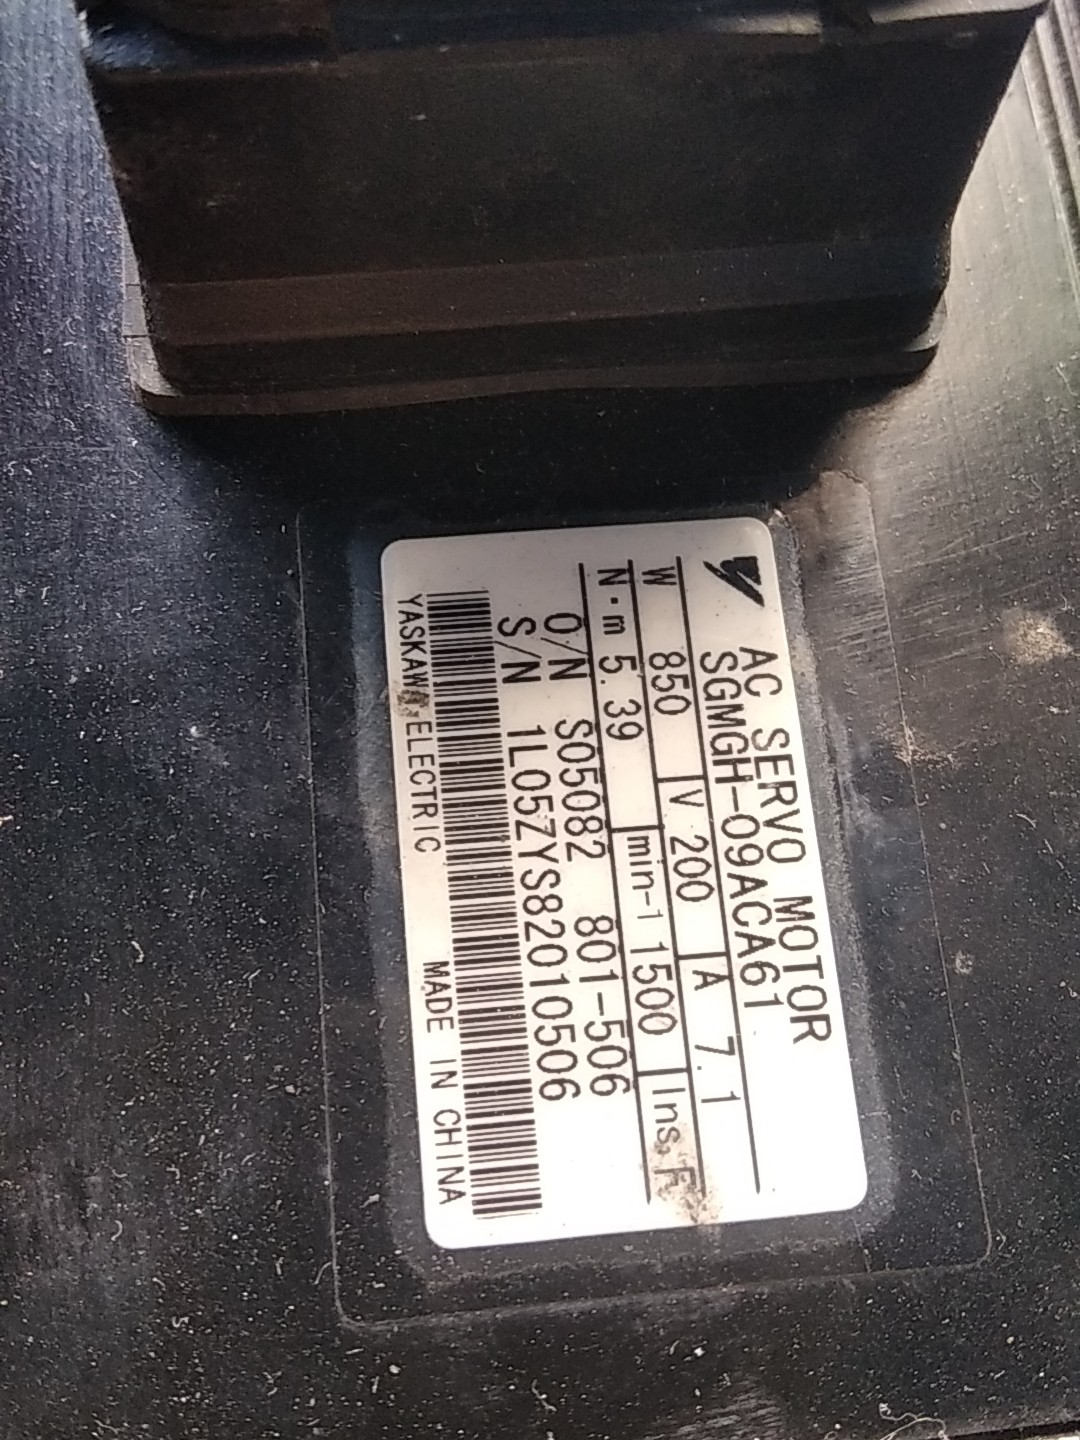 AC SERVO MOTOR
SGMGH-09ACA61
W 850 V 200 A 7.1
N·m 5.39 min-1 1500 Ins. F
O/N S05082 801-506
S/N 1L05ZYS82010506
YASKAWA ELECTRIC MADE IN CHINA